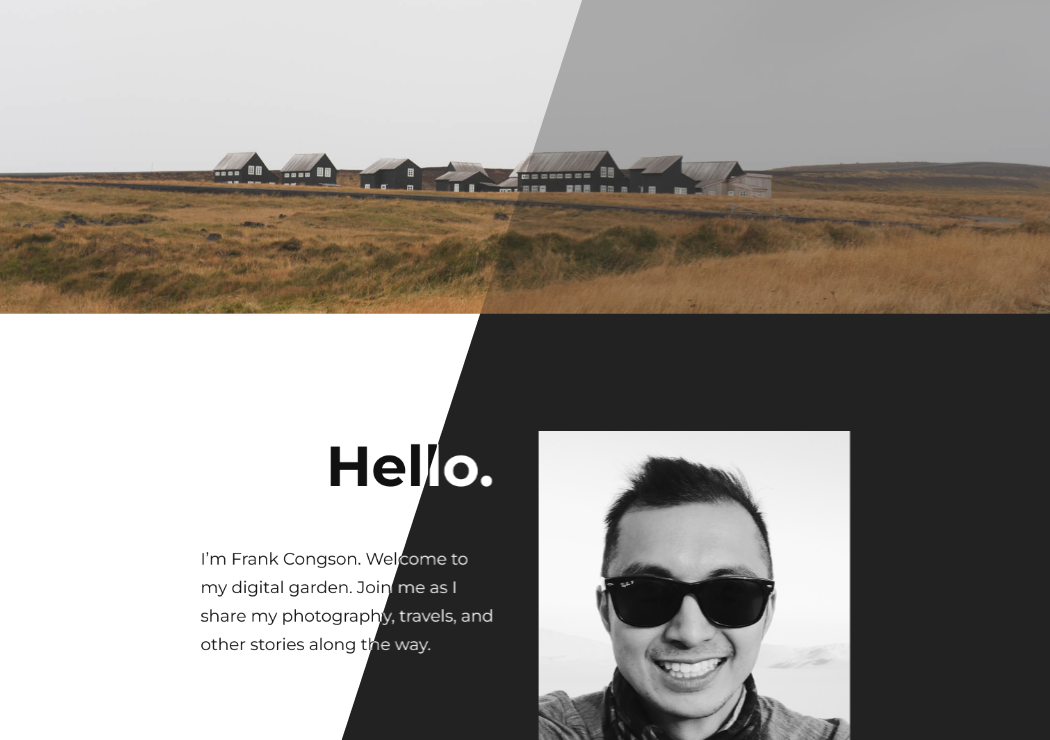 Hello.
I’m Frank Congson. Welcome to
my digital garden. Join me as I
share my photography, travels, and
other stories along the way.